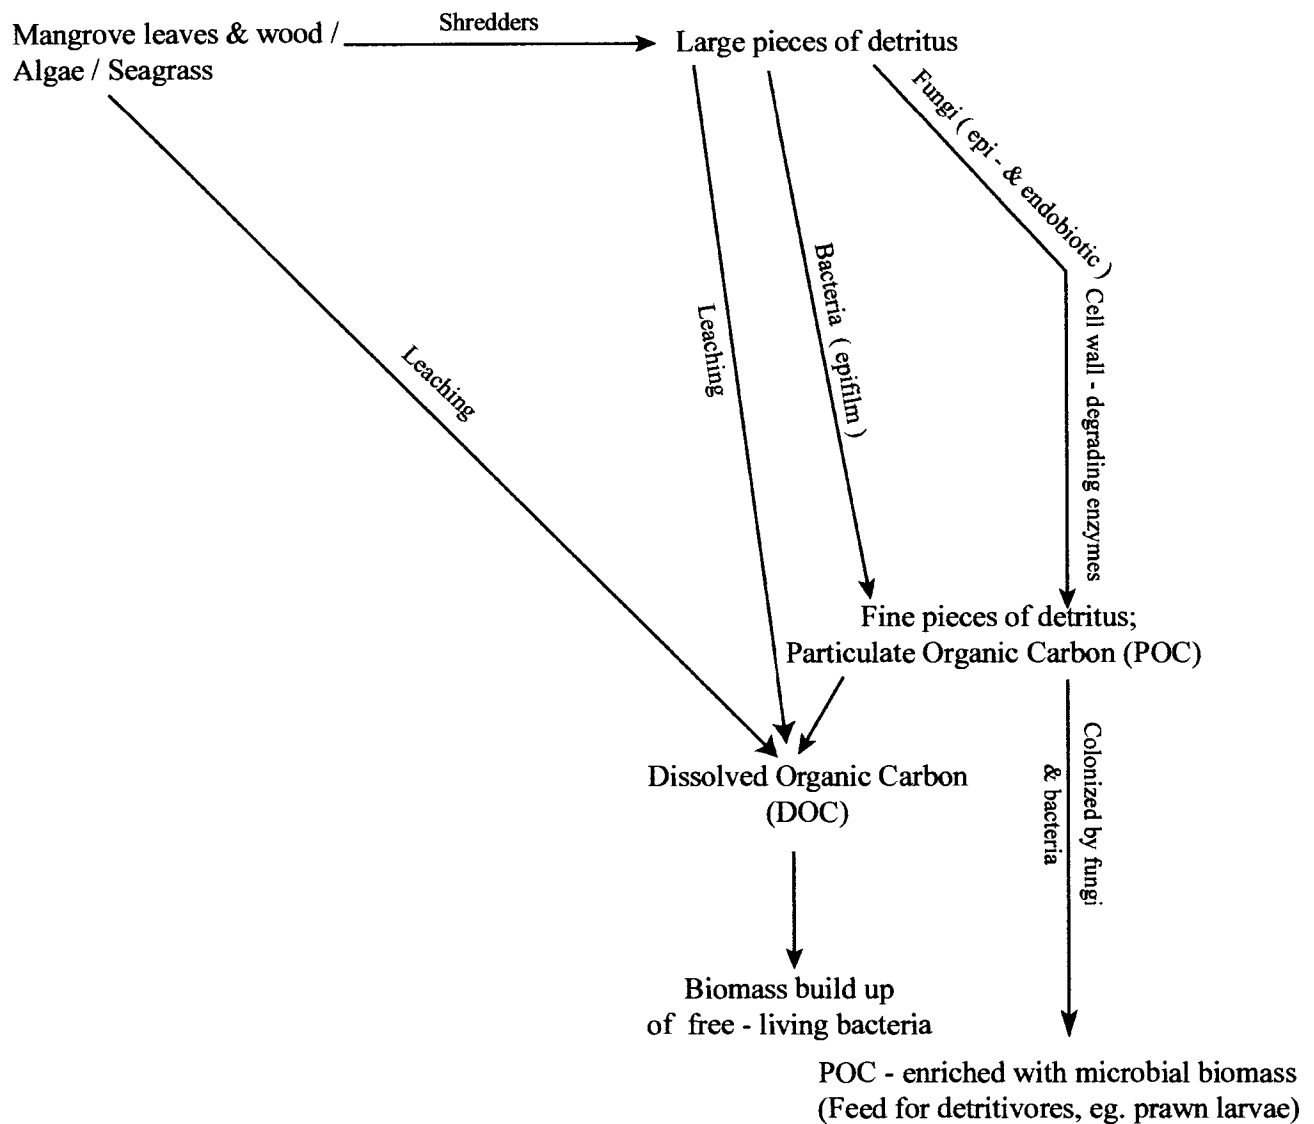 Mangrove leaves & wood /
Algae / Seagrass
Shredders
Large pieces of detritus
Fungi ( epi - & endobiotic )
Cell wall - degrading enzymes
Bacteria ( epifilm )
Leaching
Leaching
Fine pieces of detritus;
Particulate Organic Carbon (POC)
Dissolved Organic Carbon
(DOC)
Colonized by fungi
& bacteria
Biomass build up
of free - living bacteria
POC - enriched with microbial biomass
(Feed for detritivores, eg. prawn larvae)